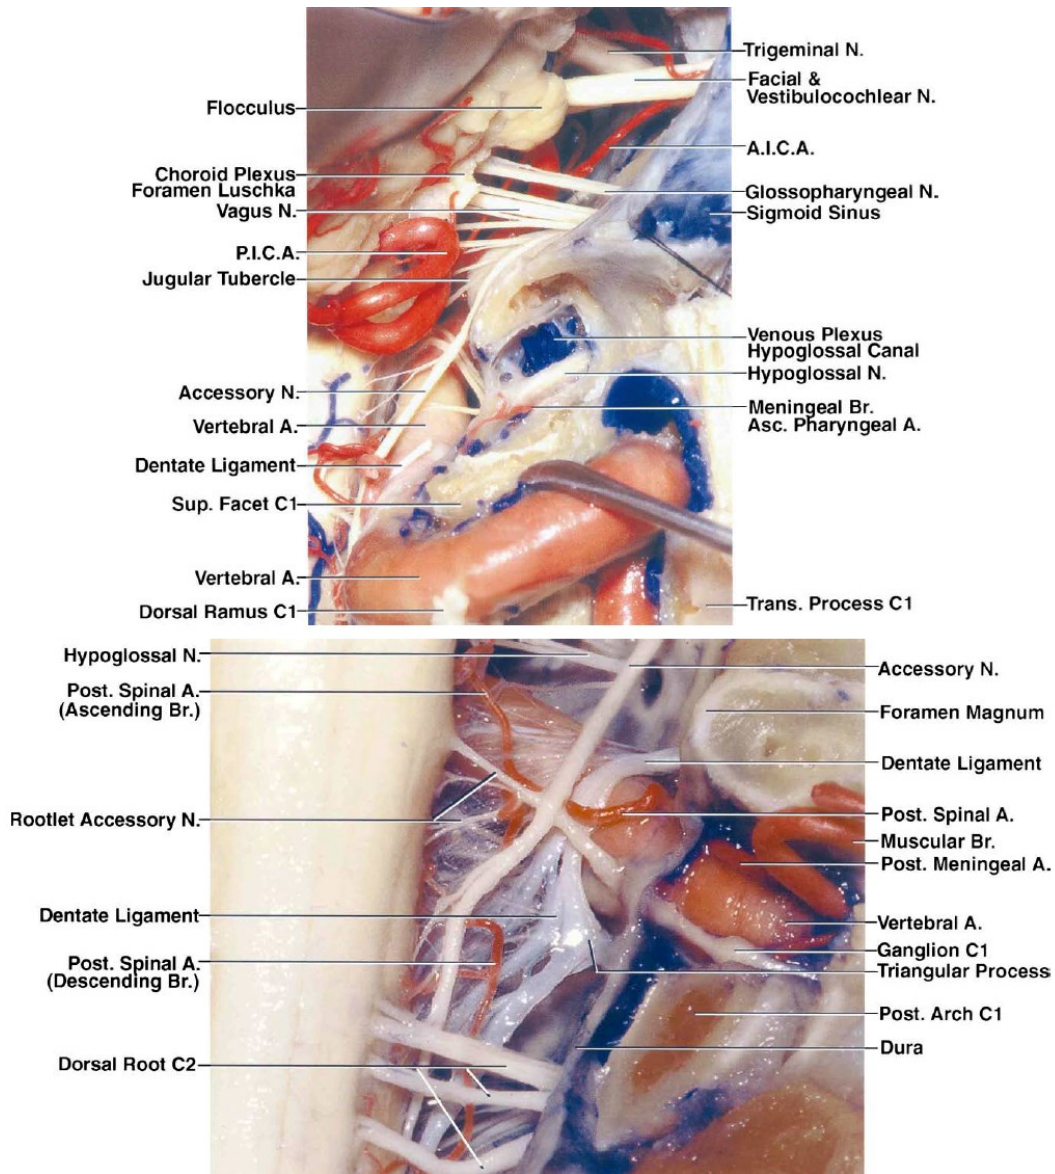 Trigeminal N.
Facial &
Vestibulocochlear N.
Flocculus
A.I.C.A.
Choroid Plexus
Foramen Luschka
Glossopharyngeal N.
Vagus N.
Sigmoid Sinus
P.I.C.A.
Jugular Tubercle
Venous Plexus
Hypoglossal Canal
Hypoglossal N.
Accessory N.
Meningeal Br.
Asc. Pharyngeal A.
Vertebral A.
Dentate Ligament
Sup. Facet C1
Vertebral A.
Dorsal Ramus C1
Trans. Process C1
Hypoglossal N.
Accessory N.
Post. Spinal A.
(Ascending Br.)
Foramen Magnum
Dentate Ligament
Rootlet Accessory N.
Post. Spinal A.
Muscular Br.
Post. Meningeal A.
Dentate Ligament
Vertebral A.
Ganglion C1
Triangular Process
Post. Spinal A.
(Descending Br.)
Post. Arch C1
Dura
Dorsal Root C2